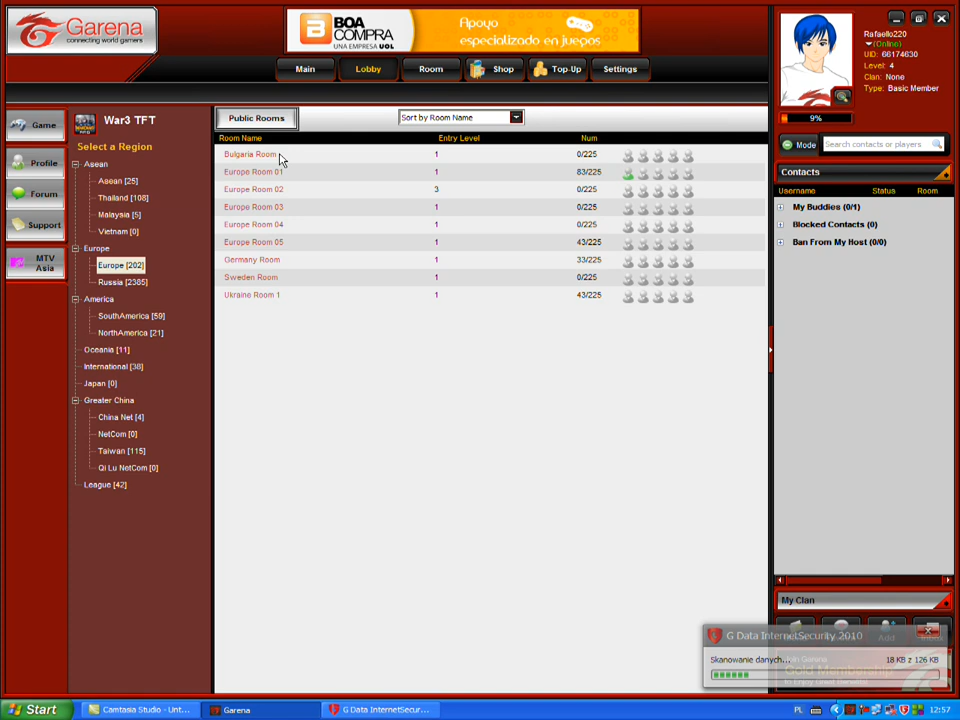 Garena
connecting world gamers
BOA
COMPRA
UNA EMPRESA UOL
Apoyo
especializado en juegos
Main
Lobby
Room
Shop
Top-Up
Settings
Rafaello220
(Online)
UID: 66174630
Level: 4
Clan: None
Type: Basic Member
9%
Mode
Search contacts or players
Contacts
Username Status Room
My Buddies (0/1)
Blocked Contacts (0)
Ban From My Host (0/0)
My Clan
Game
Profile
Forum
Support
MTV
Asia
War3 TFT
Select a Region
Asean
Asean [25]
Thailand [108]
Malaysia [5]
Vietnam [0]
Europe
Europe [202]
Russia [2385]
America
SouthAmerica [59]
NorthAmerica [21]
Oceania [11]
International [38]
Japan [0]
Greater China
China Net [4]
NetCom [0]
Taiwan [115]
Qi Lu NetCom [0]
League [42]
Public Rooms
Sort by Room Name
Room Name Entry Level Num
Bulgaria Room 1 0/225
Europe Room 01 1 83/225
Europe Room 02 3 0/225
Europe Room 03 1 0/225
Europe Room 04 1 0/225
Europe Room 05 1 43/225
Germany Room 1 33/225
Sweden Room 1 0/225
Ukraine Room 1 1 43/225
G Data InternetSecurity 2010
Skanowanie danych... 18 KB z 126 KB
Add
Join Garena
Gold Membership
Start
Camtasia Studio - Unt...
Garena
G Data InternetSecur...
PL
12:57